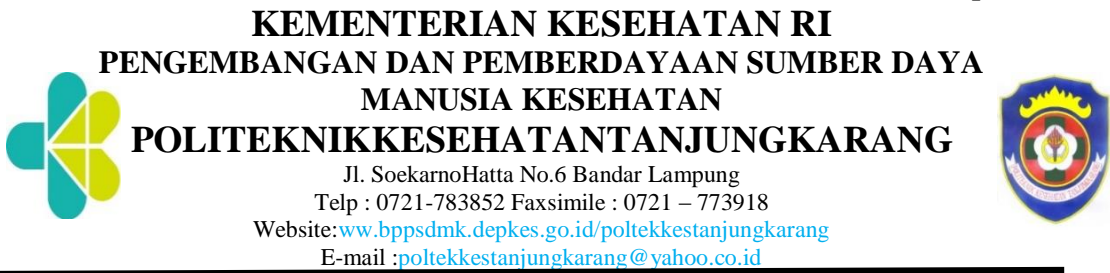 KEMENTERIAN KESEHATAN RI
PENGEMBANGAN DAN PEMBERDAYAAN SUMBER DAYA
MANUSIA KESEHATAN
POLITEKNIKKESEHATANTANJUNGKARANG
Jl. SoekarnoHatta No.6 Bandar Lampung
Telp : 0721-783852 Faxsimile : 0721 – 773918
Website:ww.bppsdmk.depkes.go.id/poltekkestanjungkarang
E-mail :poltekkestanjungkarang@yahoo.co.id